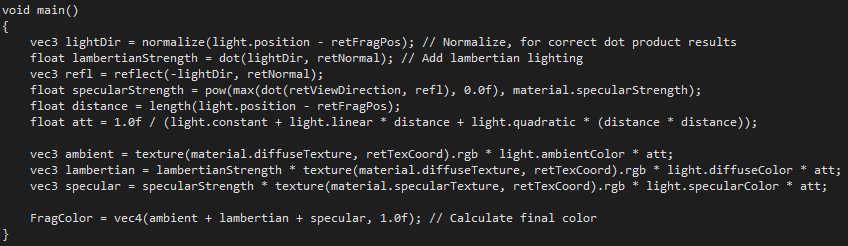 void main()
{
    vec3 lightDir = normalize(light.position - retFragPos); // Normalize, for correct dot product results
    float lambertianStrength = dot(lightDir, retNormal); // Add lambertian lighting
    vec3 refl = reflect(-lightDir, retNormal);
    float specularStrength = pow(max(dot(retViewDirection, refl), 0.0f), material.specularStrength);
    float distance = length(light.position - retFragPos);
    float att = 1.0f / (light.constant + light.linear * distance + light.quadratic * (distance * distance));

    vec3 ambient = texture(material.diffuseTexture, retTexCoord).rgb * light.ambientColor * att;
    vec3 lambertian = lambertianStrength * texture(material.diffuseTexture, retTexCoord).rgb * light.diffuseColor * att;
    vec3 specular = specularStrength * texture(material.specularTexture, retTexCoord).rgb * light.specularColor * att;

    FragColor = vec4(ambient + lambertian + specular, 1.0f); // Calculate final color
}